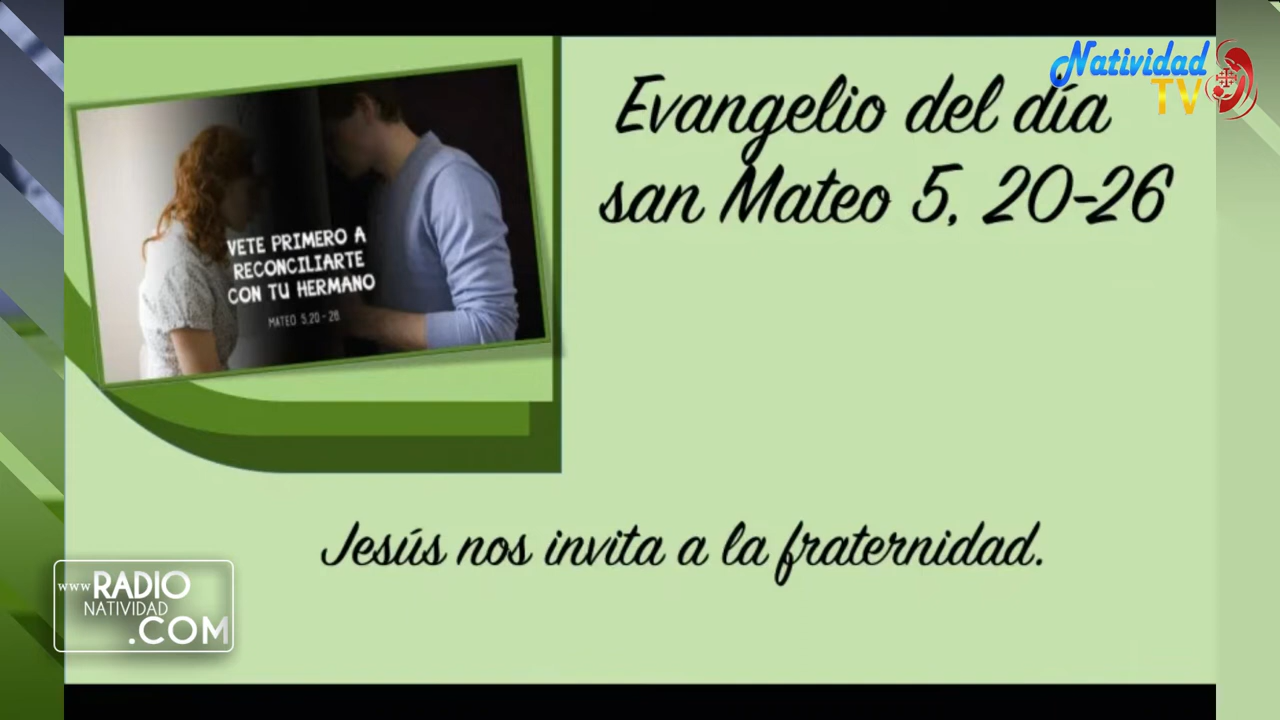 Natividad
TV
Evangelio del día
san Mateo 5, 20-26
VETE PRIMERO A
RECONCILIARTE
CON TU HERMANO
MATEO 5,20 - 26
Jesús nos invita a la fraternidad.
www RADIO
NATIVIDAD
.COM